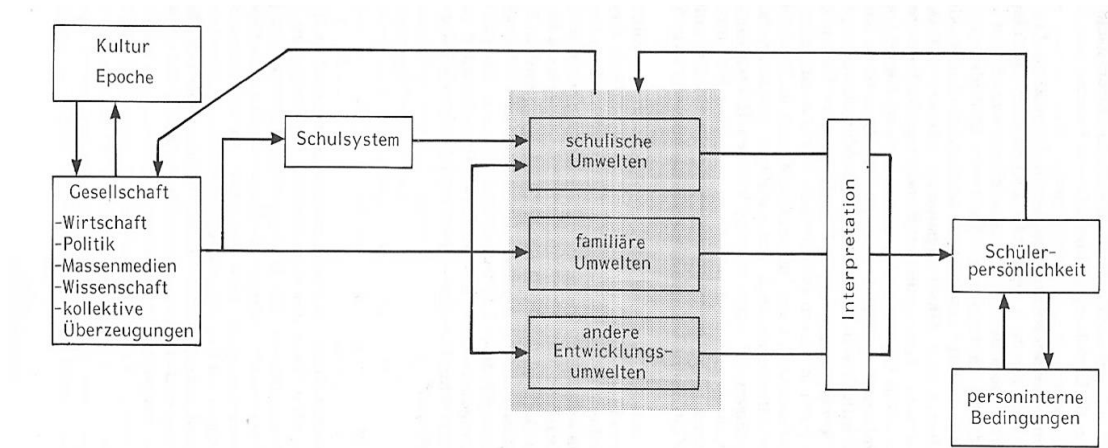 Kultur
Epoche
Schulsystem
Gesellschaft
-Wirtschaft
-Politik
-Massenmedien
-Wissenschaft
-kollektive
Überzeugungen
schulische
Umwelten
familiäre
Umwelten
andere
Entwicklungs-
umwelten
Interpretation
Schüler-
persönlichkeit
personinterne
Bedingungen